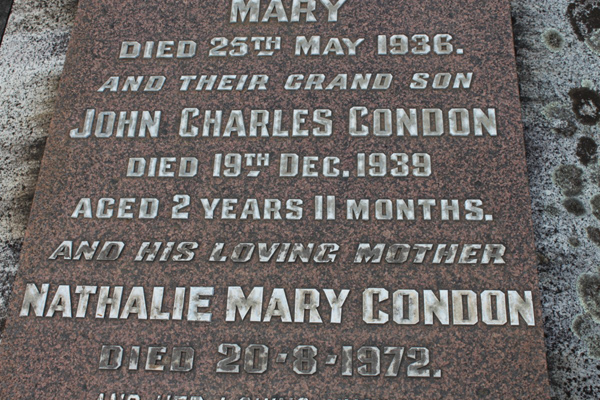 MARY
DIED 25TH MAY 1936.
AND THEIR GRAND SON
JOHN CHARLES CONDON
DIED 19TH DEC. 1939
AGED 2 YEARS 11 MONTHS.
AND HIS LOVING MOTHER
NATHALIE MARY CONDON
DIED 20-8-1972.